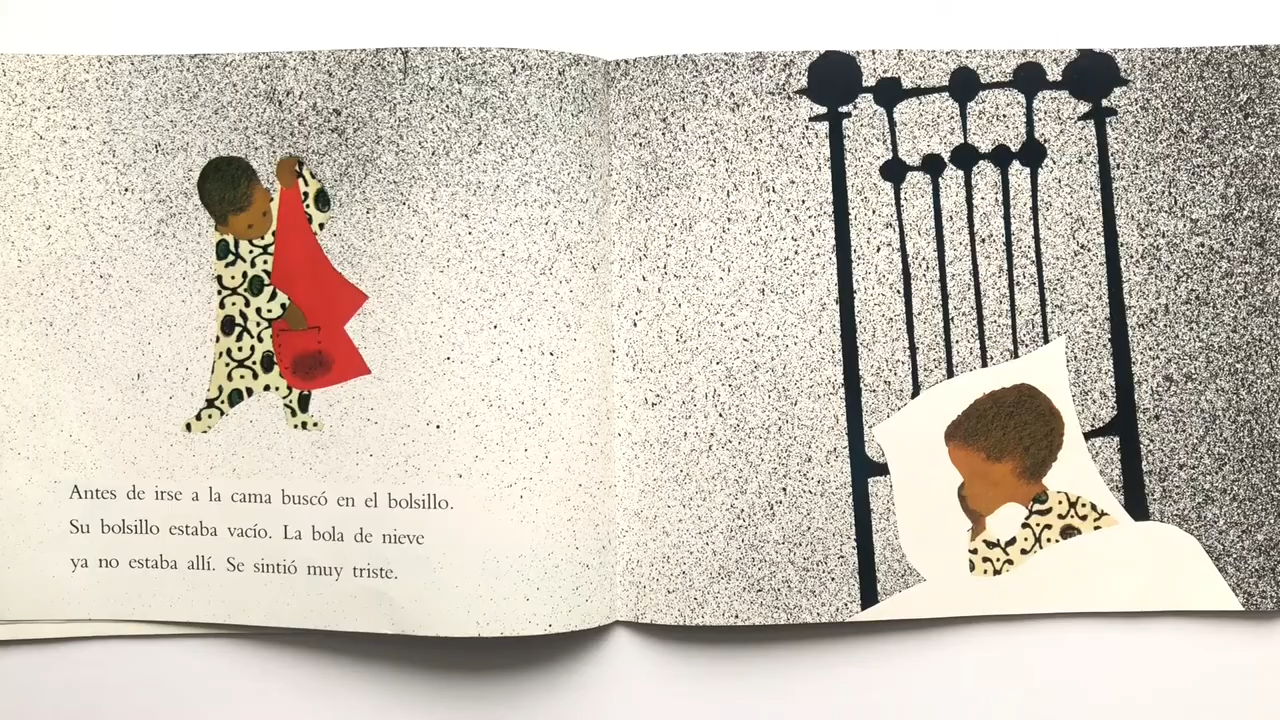 Antes de irse a la cama buscó en el bolsillo.
Su bolsillo estaba vacío. La bola de nieve
ya no estaba allí. Se sintió muy triste.